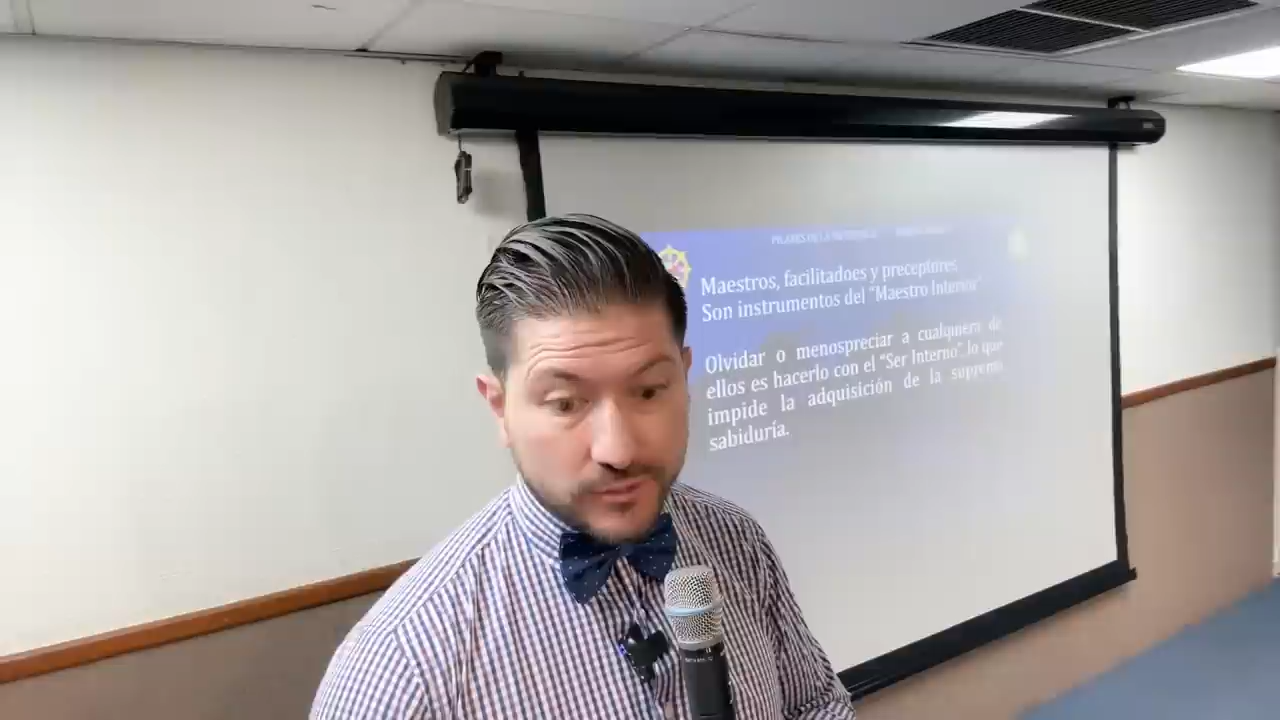 Maestros, facilitadoes y preceptores
Son instrumentos del “Maestro Interior”
Olvidar o menospreciar a cualquiera de
ellos es hacerlo con el “Ser Interno”, lo que
impide la adquisición de la suprema
sabiduría.